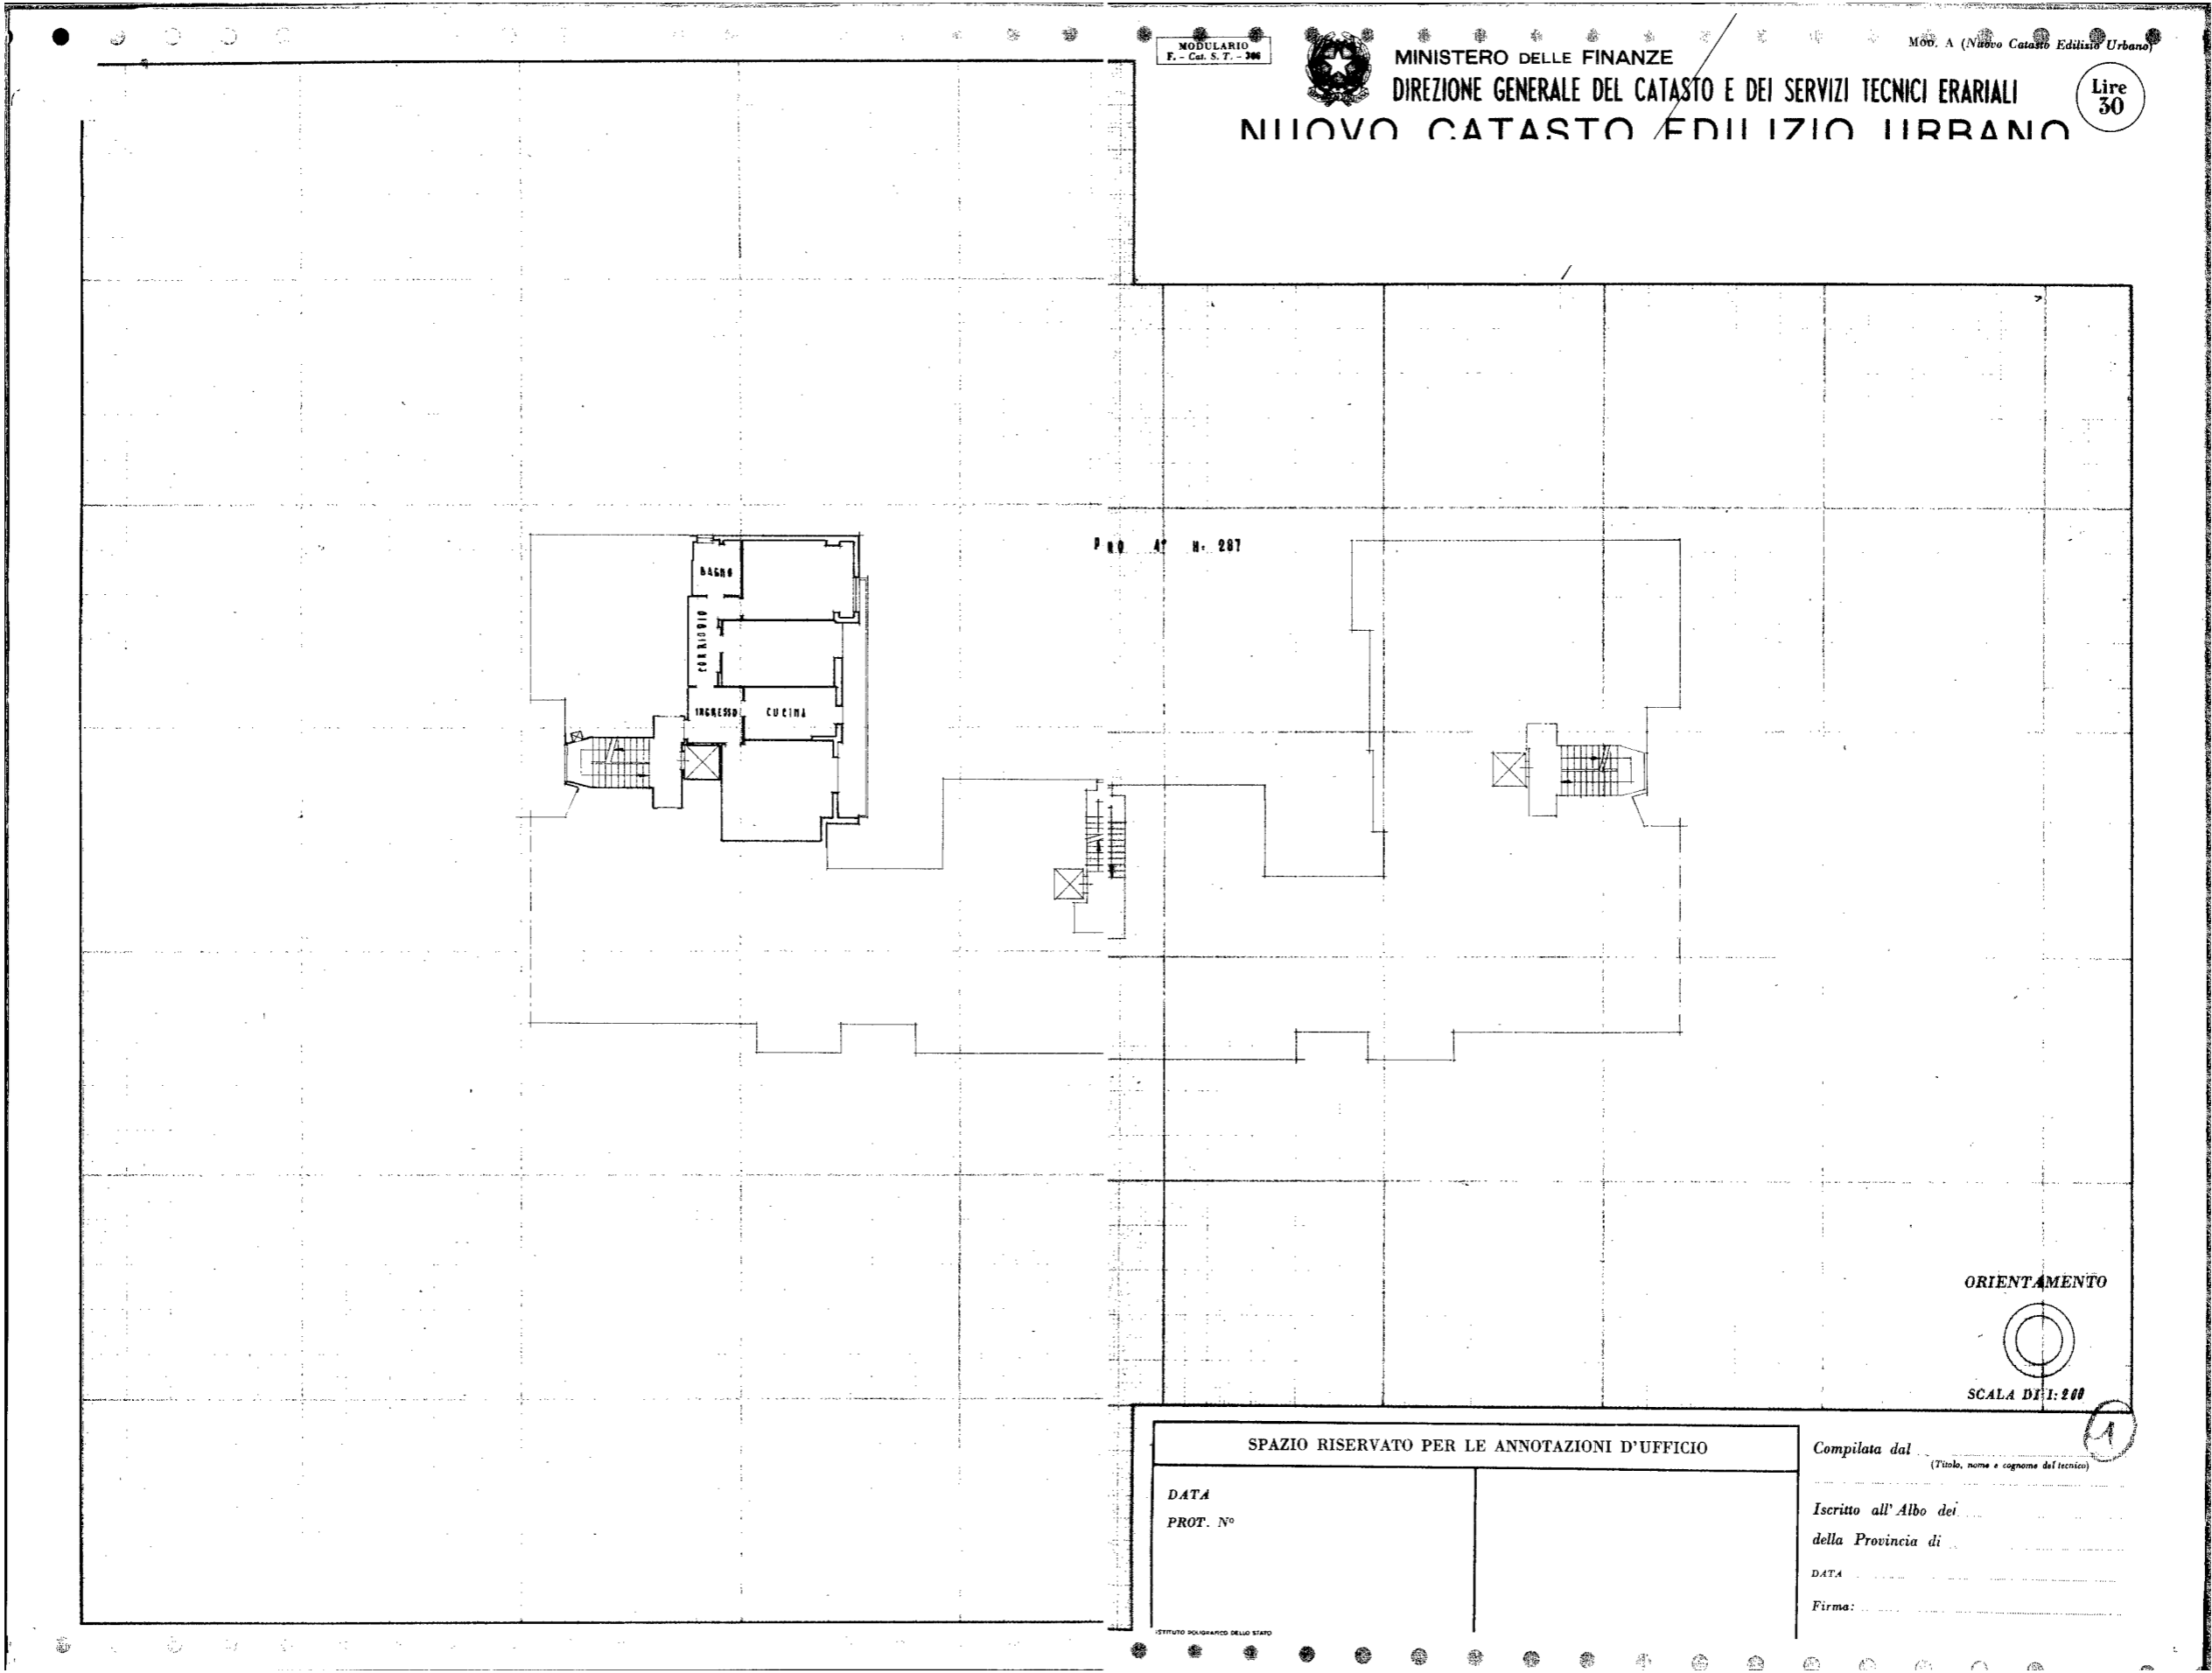 MODULARIO
F. - Cat. S. T. - 306
MINISTERO DELLE FINANZE
DIREZIONE GENERALE DEL CATASTO E DEI SERVIZI TECNICI ERARIALI
NUOVO CATASTO EDILIZIO URBANO
Mod. A (Nuovo Catasto Edilizio Urbano)
Lire
30
4° H= 287
BAGNO
CORRIDOIO
INGRESSO
CUCINA
ORIENTAMENTO
SCALA DI 1: 200
1
SPAZIO RISERVATO PER LE ANNOTAZIONI D'UFFICIO
DATA
PROT. N°
Compilata dal
(Titolo, nome e cognome del tecnico)
Iscritto all' Albo dei
della Provincia di
DATA
Firma:
ISTITUTO POLIGRAFICO DELLO STATO